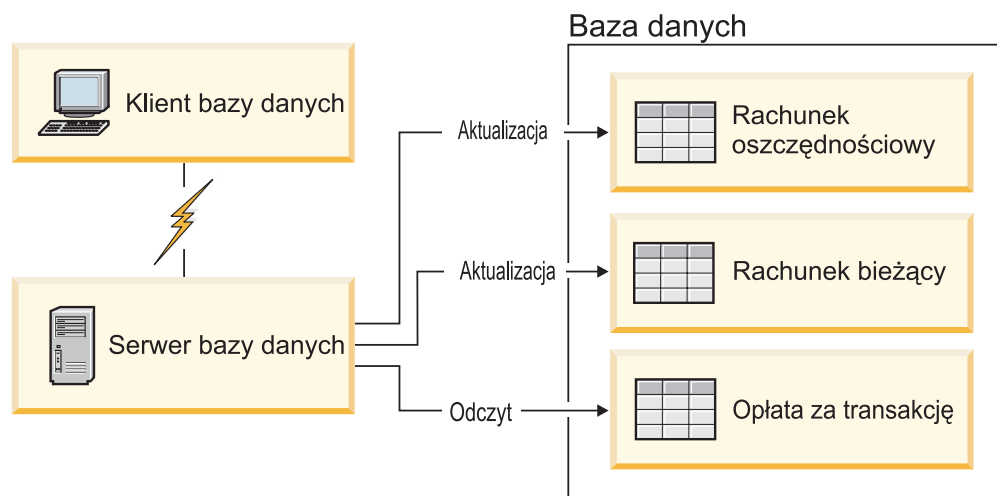 Baza danych
Klient bazy danych
Aktualizacja
Rachunek
oszczędnościowy
Aktualizacja
Rachunek bieżący
Serwer bazy danych
Odczyt
Opłata za transakcję